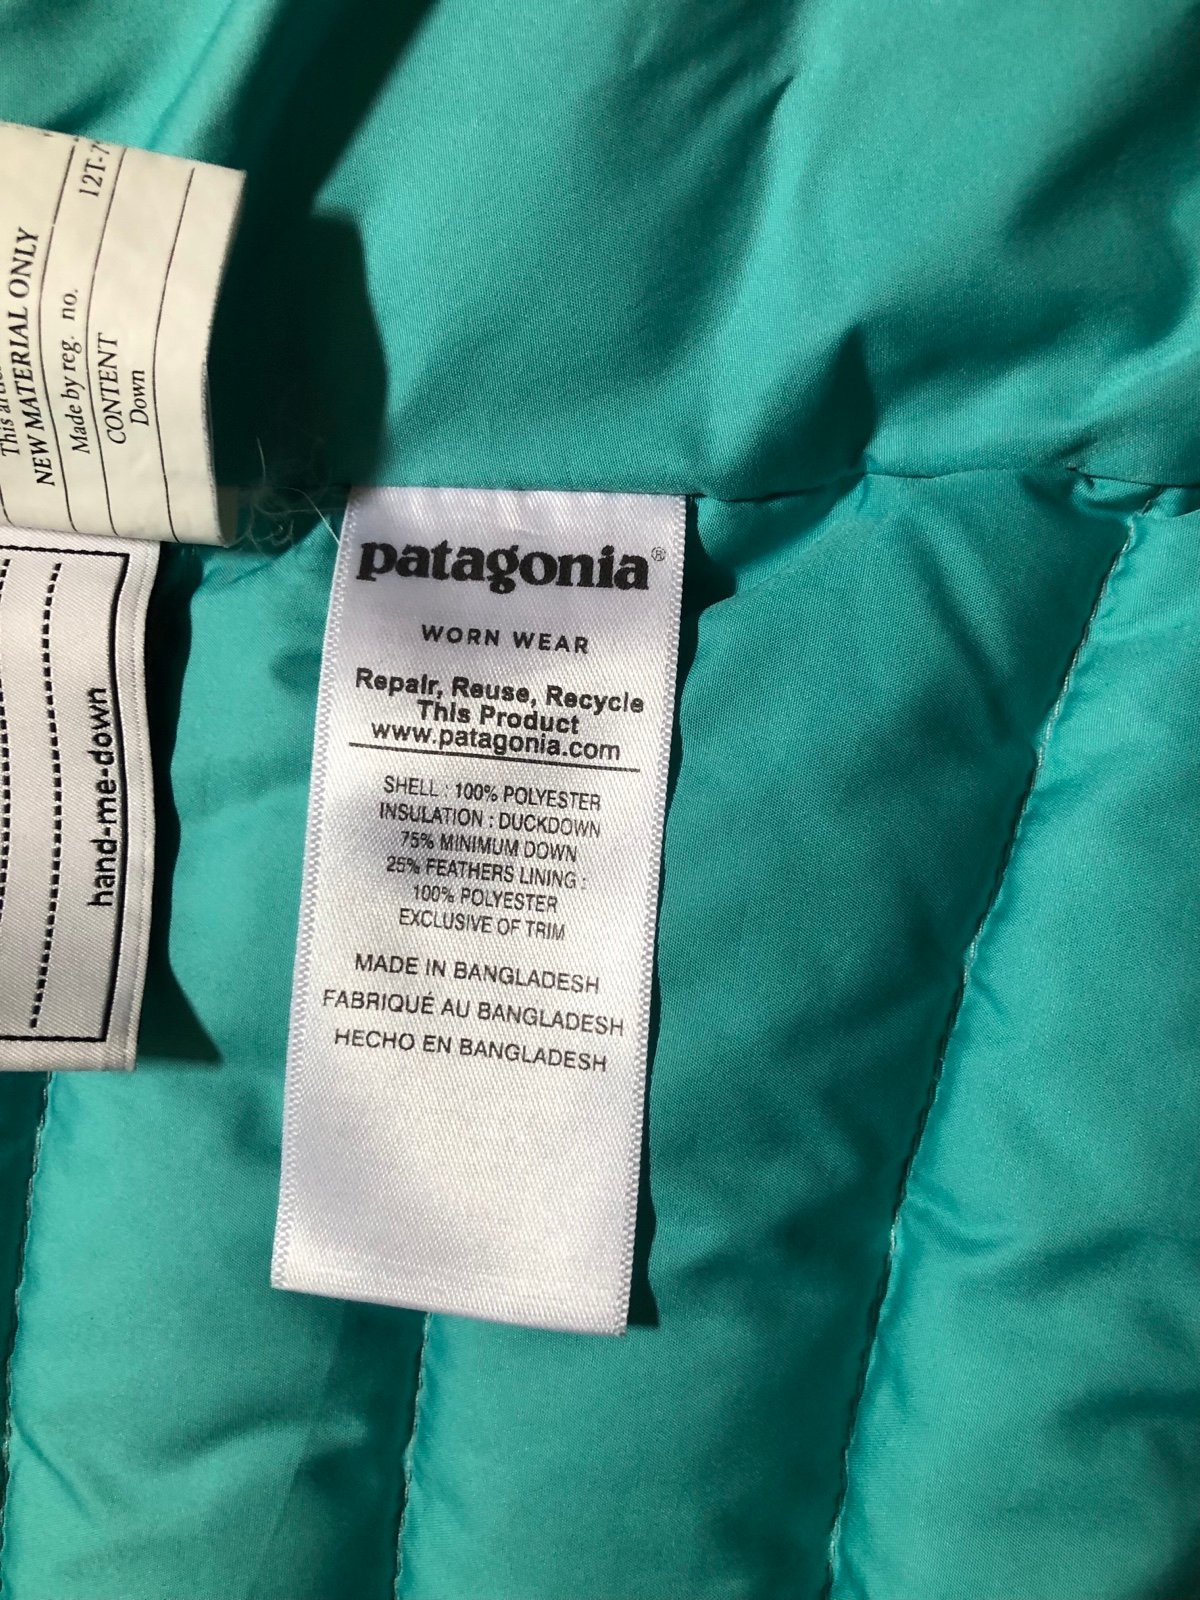 This
NEW MATERIAL ONLY
Made by reg. no.
CONTENT
Down
hand-me-down
patagonia®
WORN WEAR
Repair, Reuse, Recycle
This Product
www.patagonia.com
SHELL : 100% POLYESTER
INSULATION : DUCKDOWN
75% MINIMUM DOWN
25% FEATHERS LINING :
100% POLYESTER
EXCLUSIVE OF TRIM
MADE IN BANGLADESH
FABRIQUÉ AU BANGLADESH
HECHO EN BANGLADESH